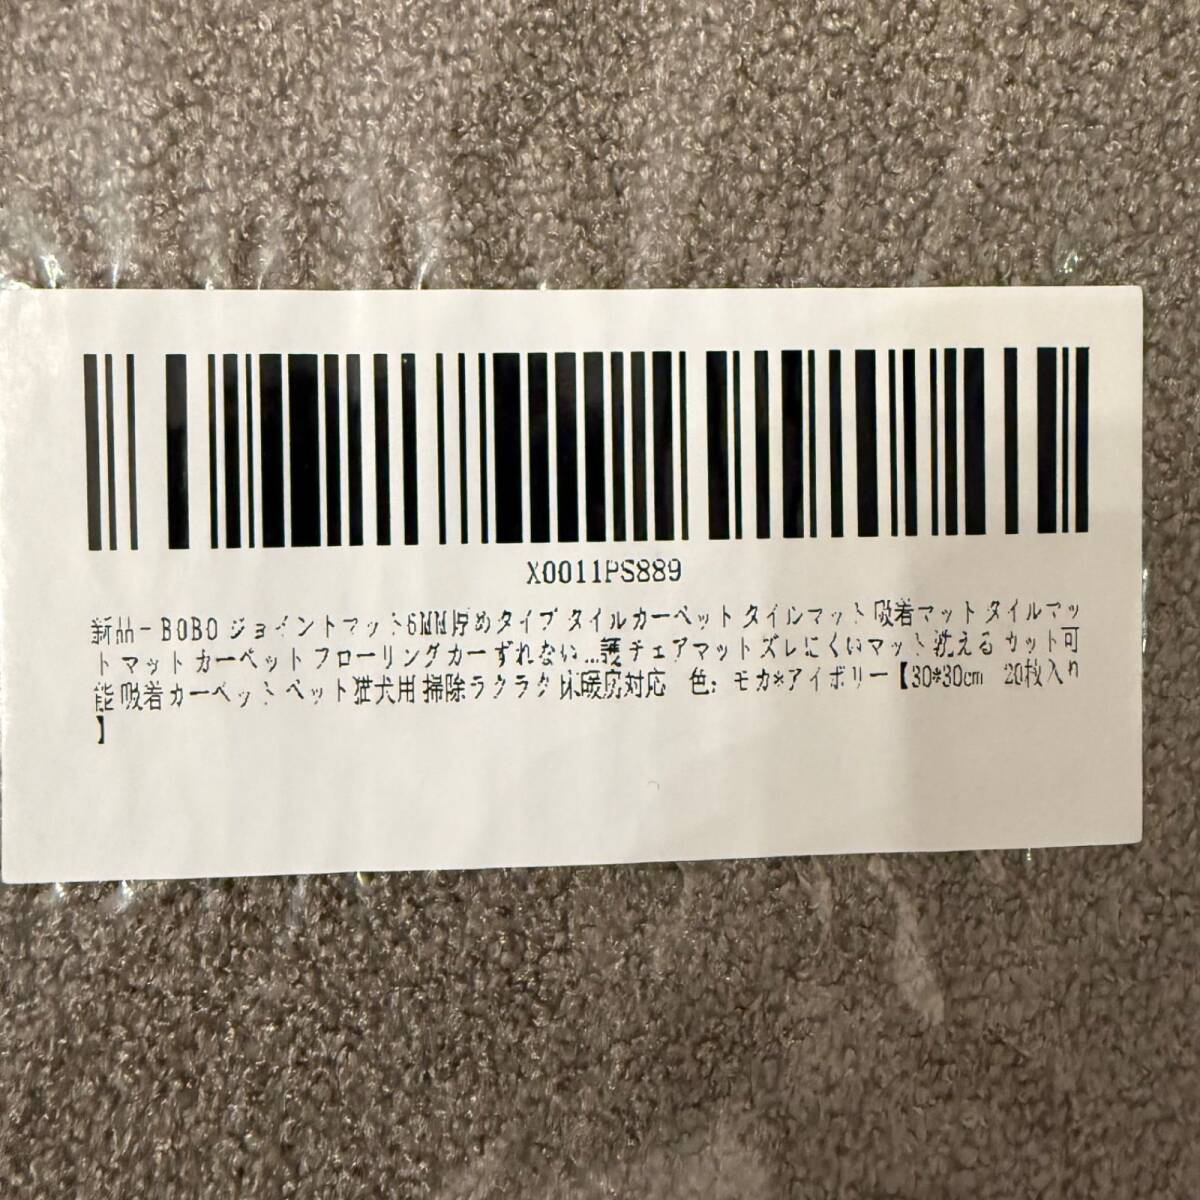 X0011PS889
新品 - BOBO ジョイントマット6MM厚めタイプ タイルカーペット タイルマット 吸着マット タイルマッ
ト マット カーペット フローリングカー ずれない ...護 チェアマット ズレにくいマット 洗える カット可
能 吸着カーペット ペット 猫犬用 掃除ラクラク 床暖房対応 色: モカ*アイボリー【30*30cm 20枚入り
】